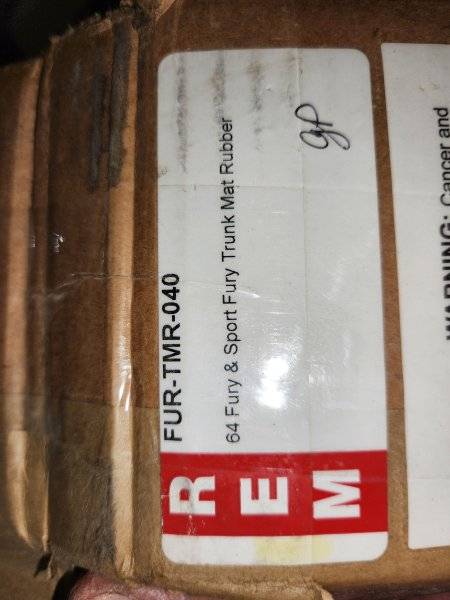 REM
FUR-TMR-040
64 Fury & Sport Fury Trunk Mat Rubber
WARNING: Cancer and